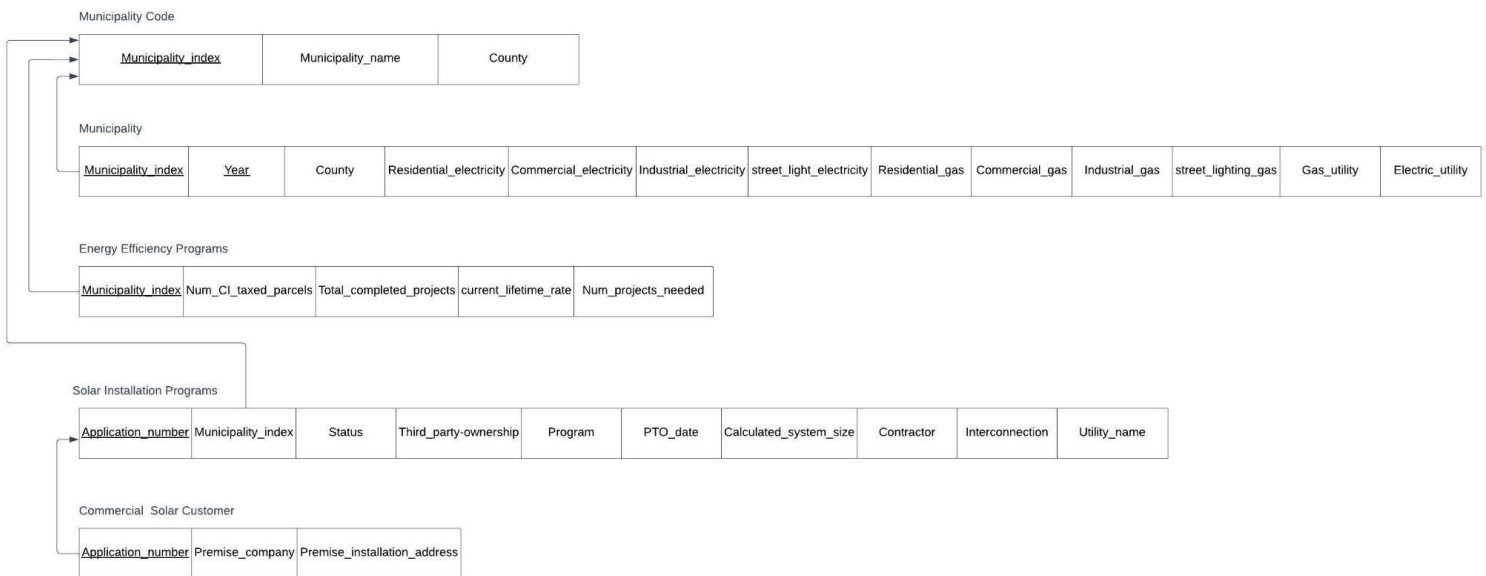 Municipality Code
Municipality_index Municipality_name County
Municipality
Municipality_index Year County Residential_electricity Commercial_electricity Industrial_electricity street_light_electricity Residential_gas Commercial_gas Industrial_gas street_lighting_gas Gas_utility Electric_utility
Energy Efficiency Programs
Municipality_index Num_CI_taxed_parcels Total_completed_projects current_lifetime_rate Num_projects_needed
Solar Installation Programs
Application_number Municipality_index Status Third_party-ownership Program PTO_date Calculated_system_size Contractor Interconnection Utility_name
Commercial Solar Customer
Application_number Premise_company Premise_installation_address